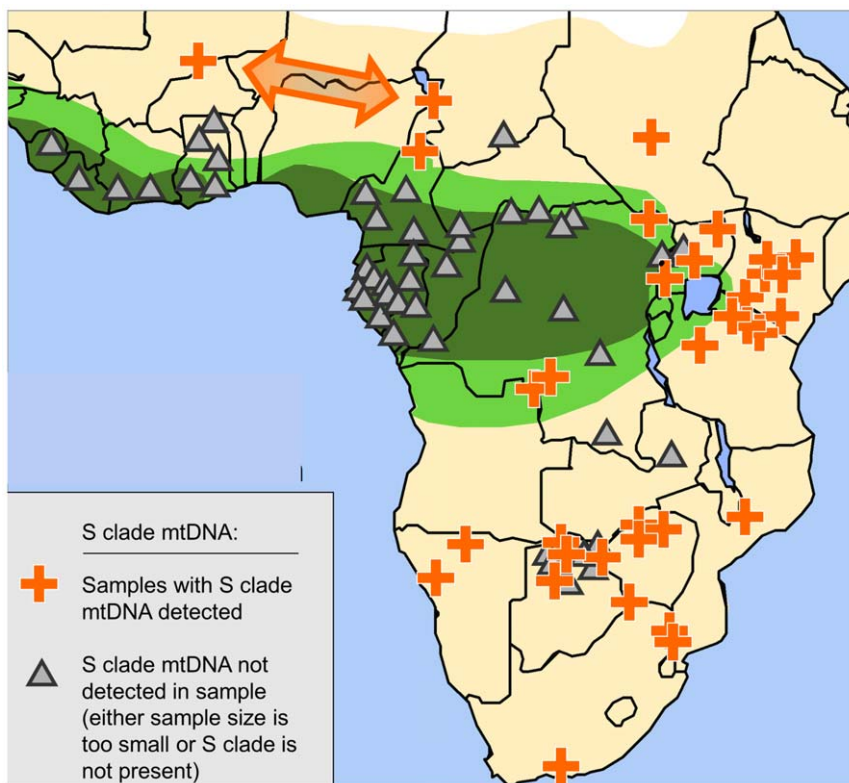 S clade mtDNA:
Samples with S clade
mtDNA detected
S clade mtDNA not
detected in sample
(either sample size is
too small or S clade is
not present)